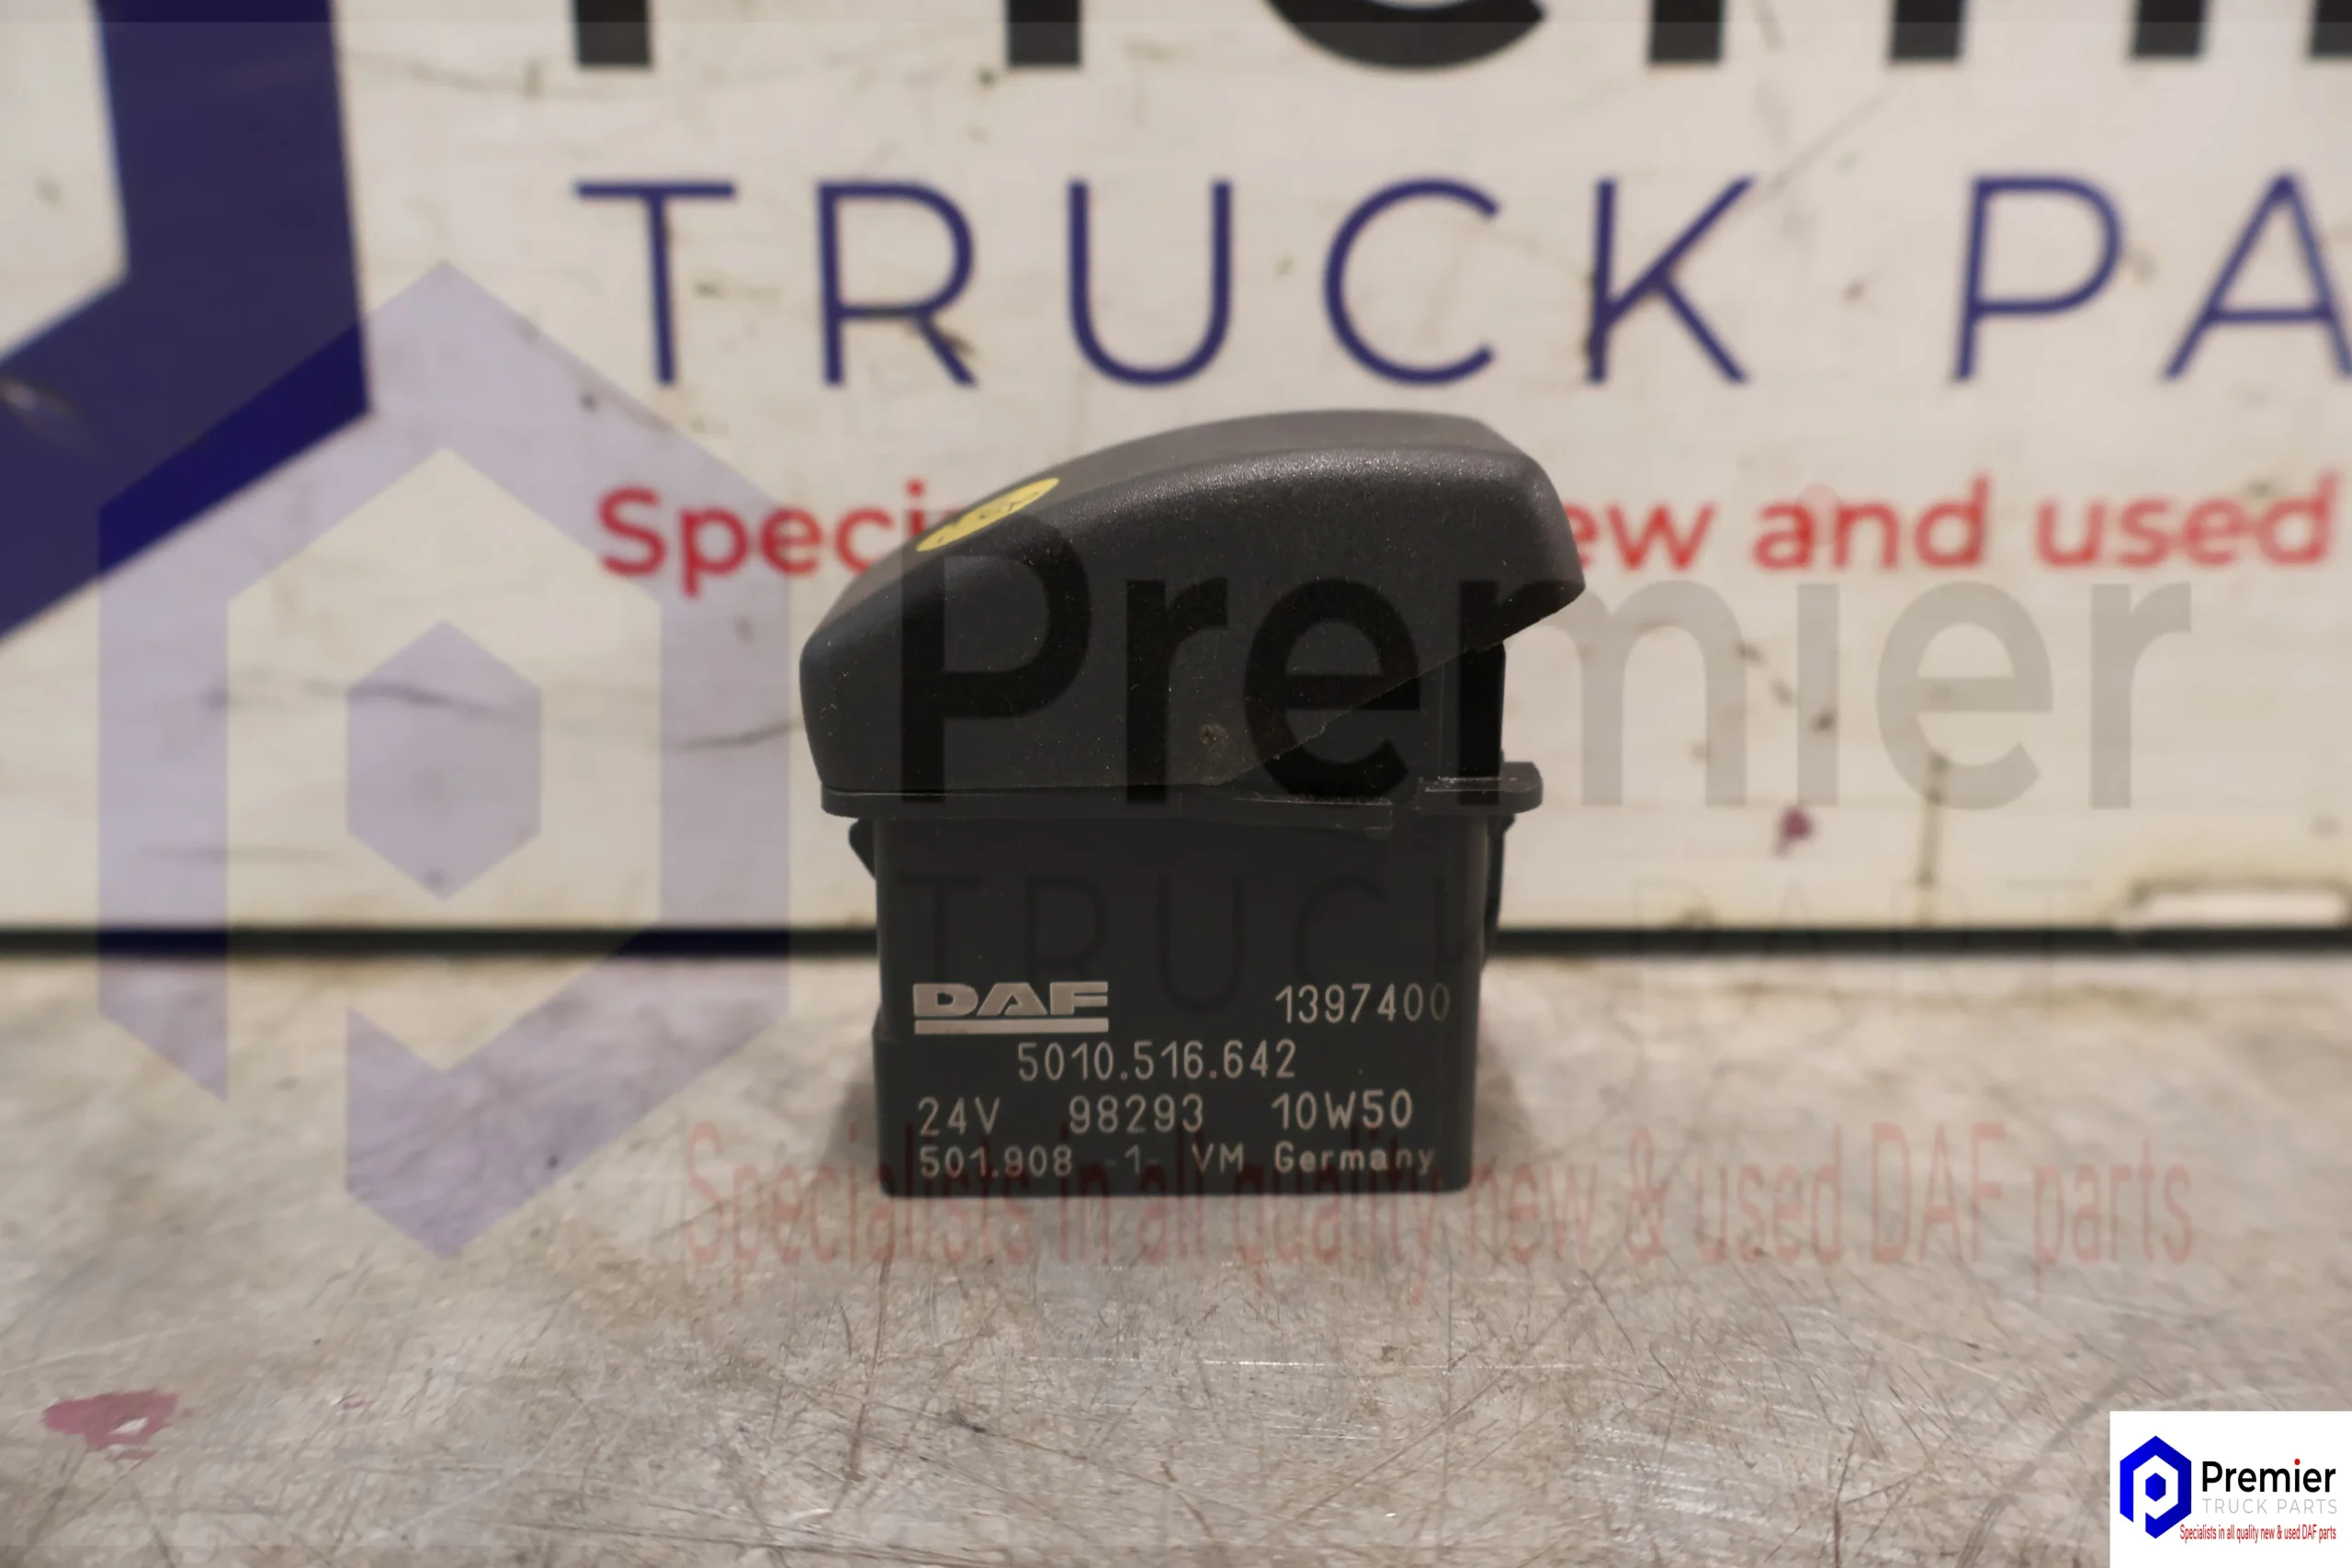 TRUCK PA
Speci ew and used
Premier
TRUCK PART
DAF 1397400
5010.516.642
24V 98293 10W50
501.908 -1- VM Germany
Specialists in all quality new & used DAF parts
Premier
TRUCK PARTS
Specialists in all quality new & used DAF parts